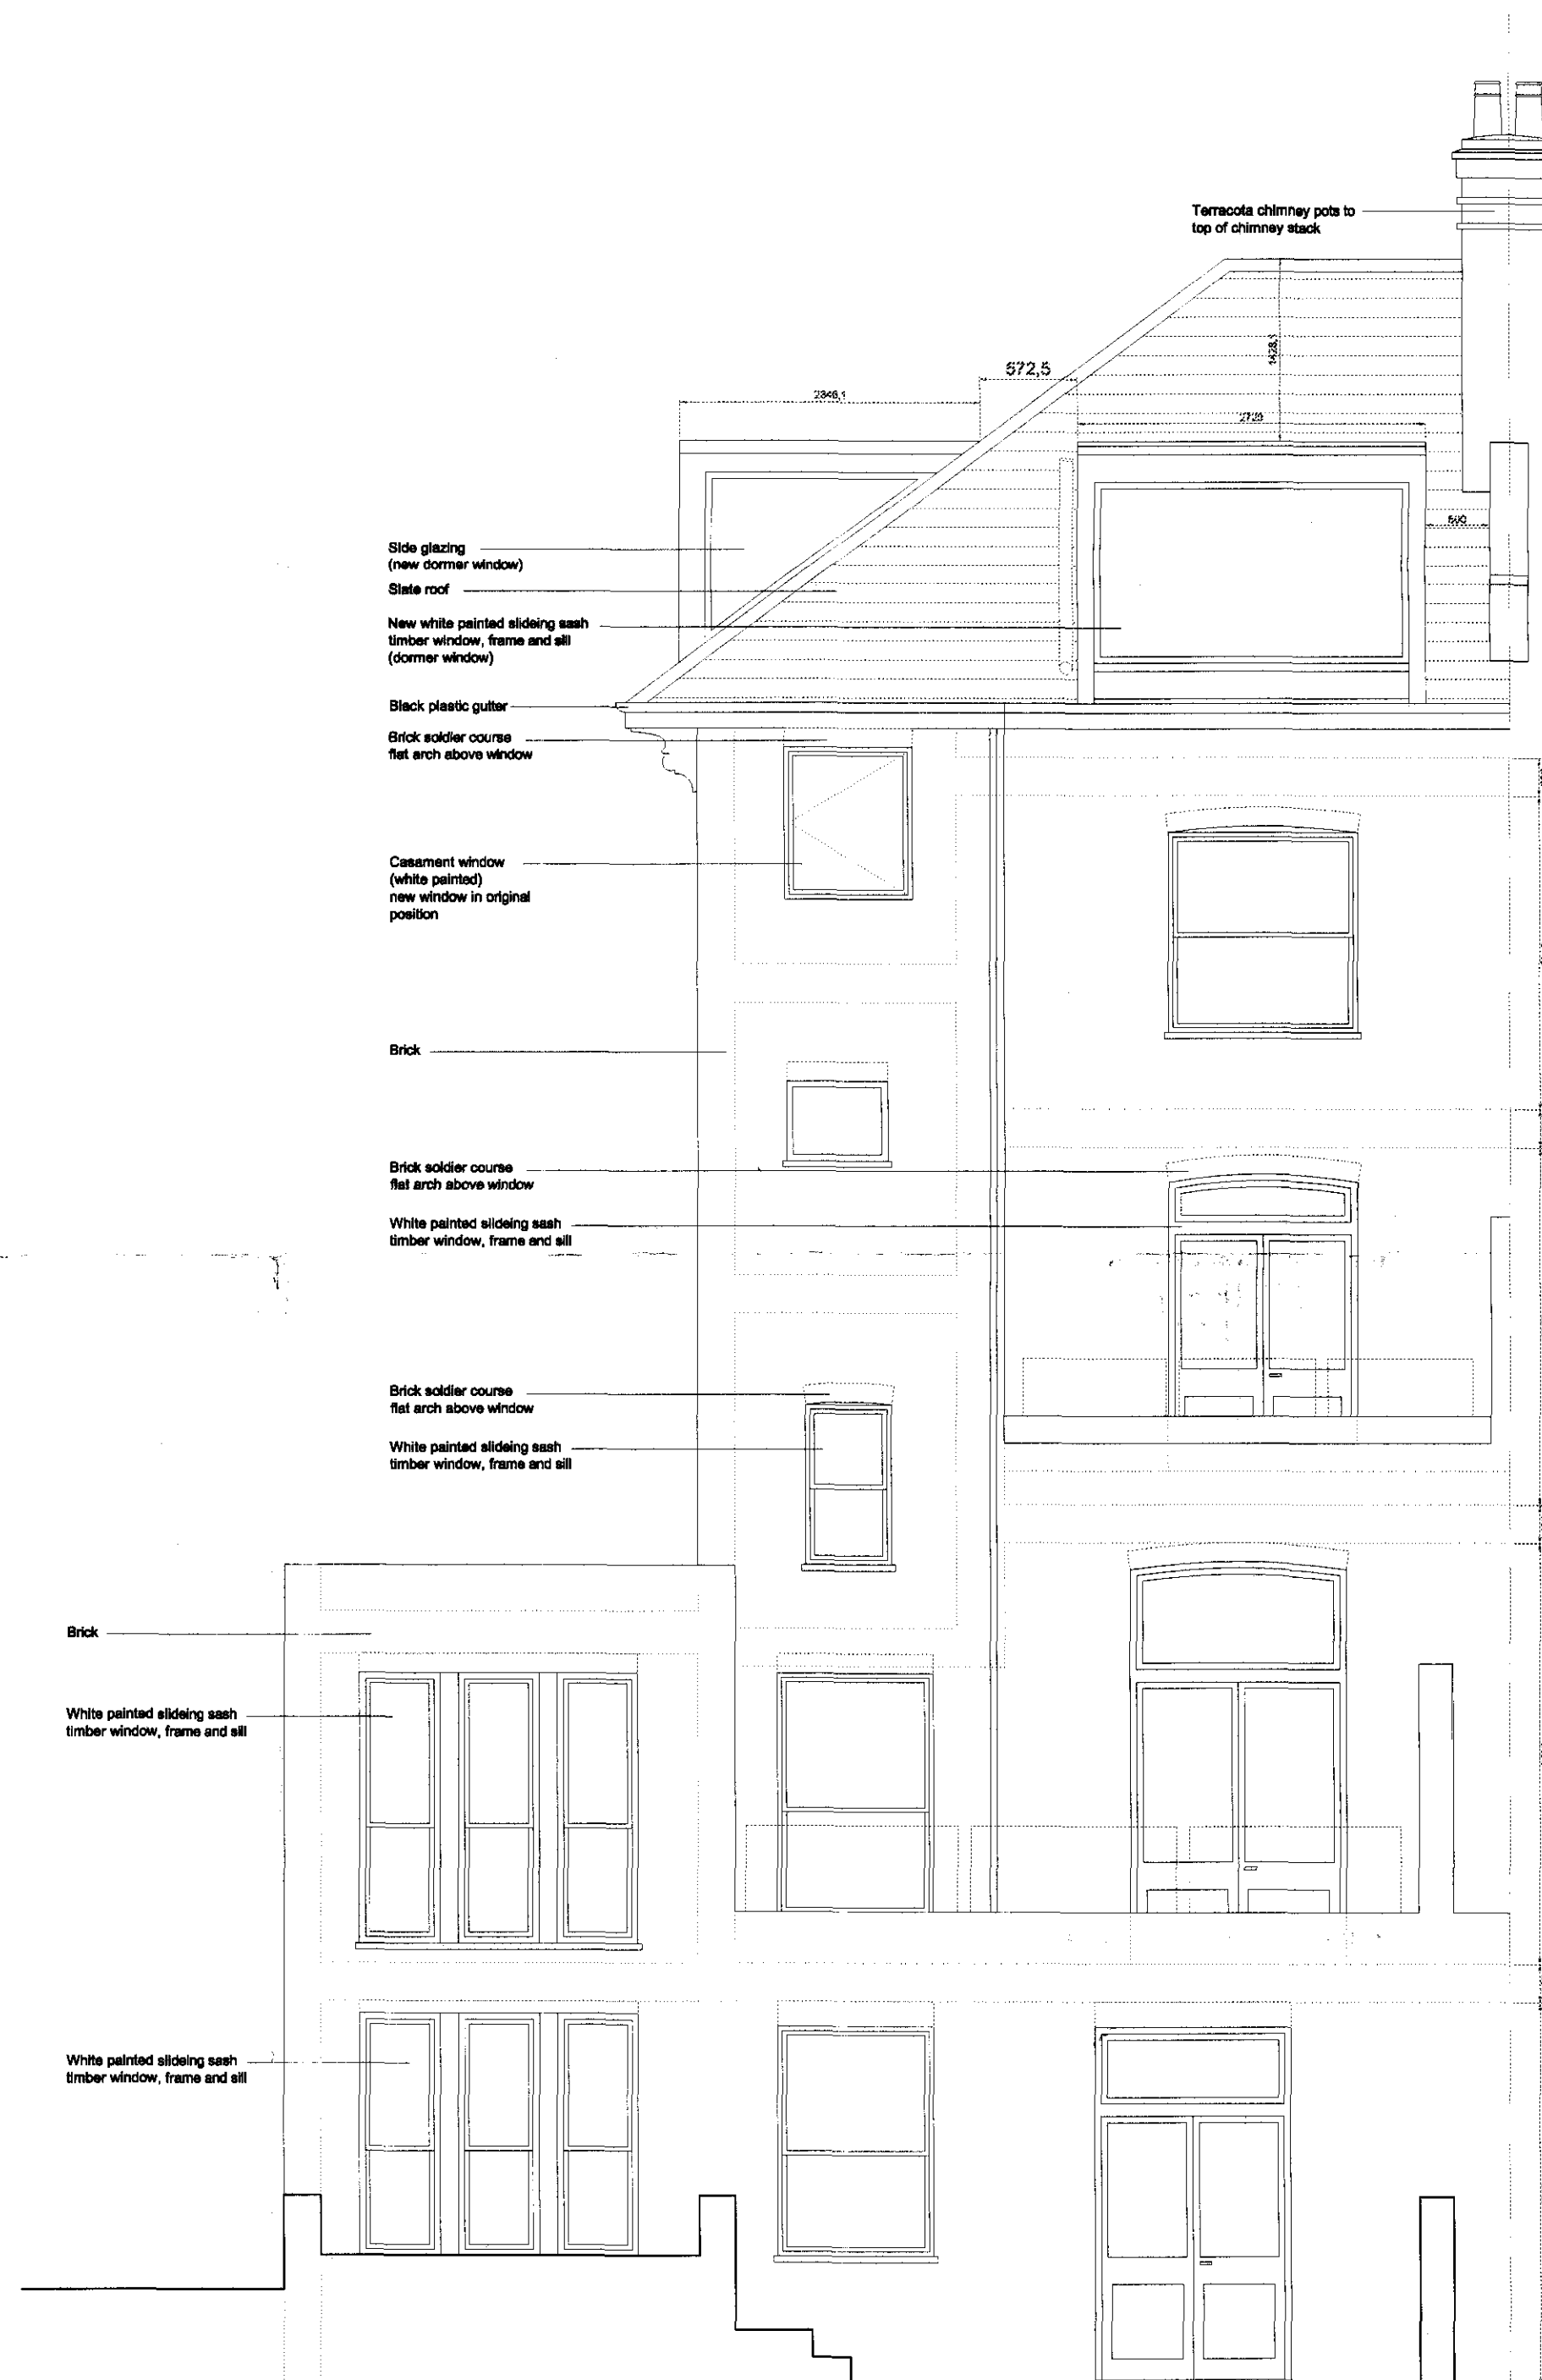 Terracota chimney pots to
top of chimney stack
1428,1
572,5
2346,1
2720
500
Side glazing
(new dormer window)
Slate roof
New white painted slideing sash
timber window, frame and sill
(dormer window)
Black plastic gutter
Brick soldier course
flat arch above window
Casament window
(white painted)
new window in original
position
Brick
Brick soldier course
flat arch above window
White painted slideing sash
timber window, frame and sill
Brick soldier course
flat arch above window
White painted slideing sash
timber window, frame and sill
Brick
White painted slideing sash
timber window, frame and sill
White painted slideing sash
timber window, frame and sill